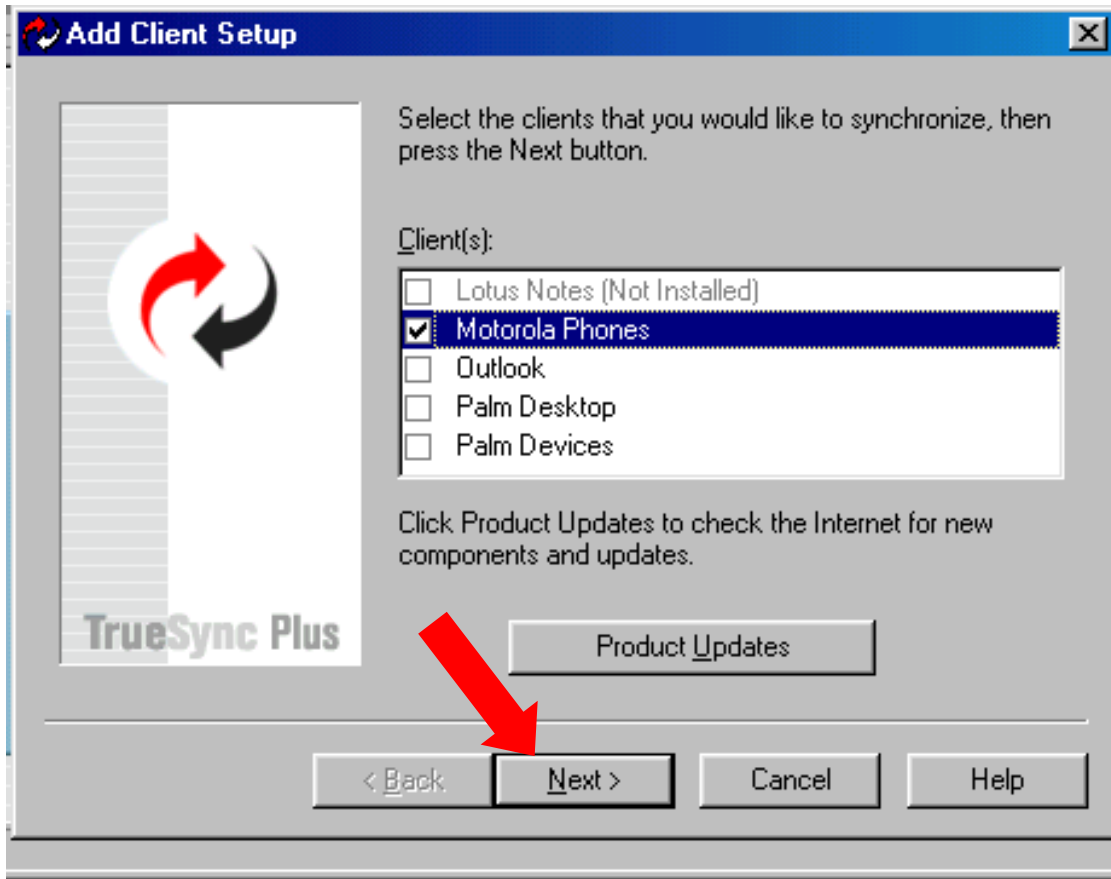 Add Client Setup
Select the clients that you would like to synchronize, then
press the Next button.
Client(s):
Lotus Notes (Not Installed)
Motorola Phones
Outlook
Palm Desktop
Palm Devices
Click Product Updates to check the Internet for new
components and updates.
TrueSync Plus
Product Updates
< Back
Next >
Cancel
Help